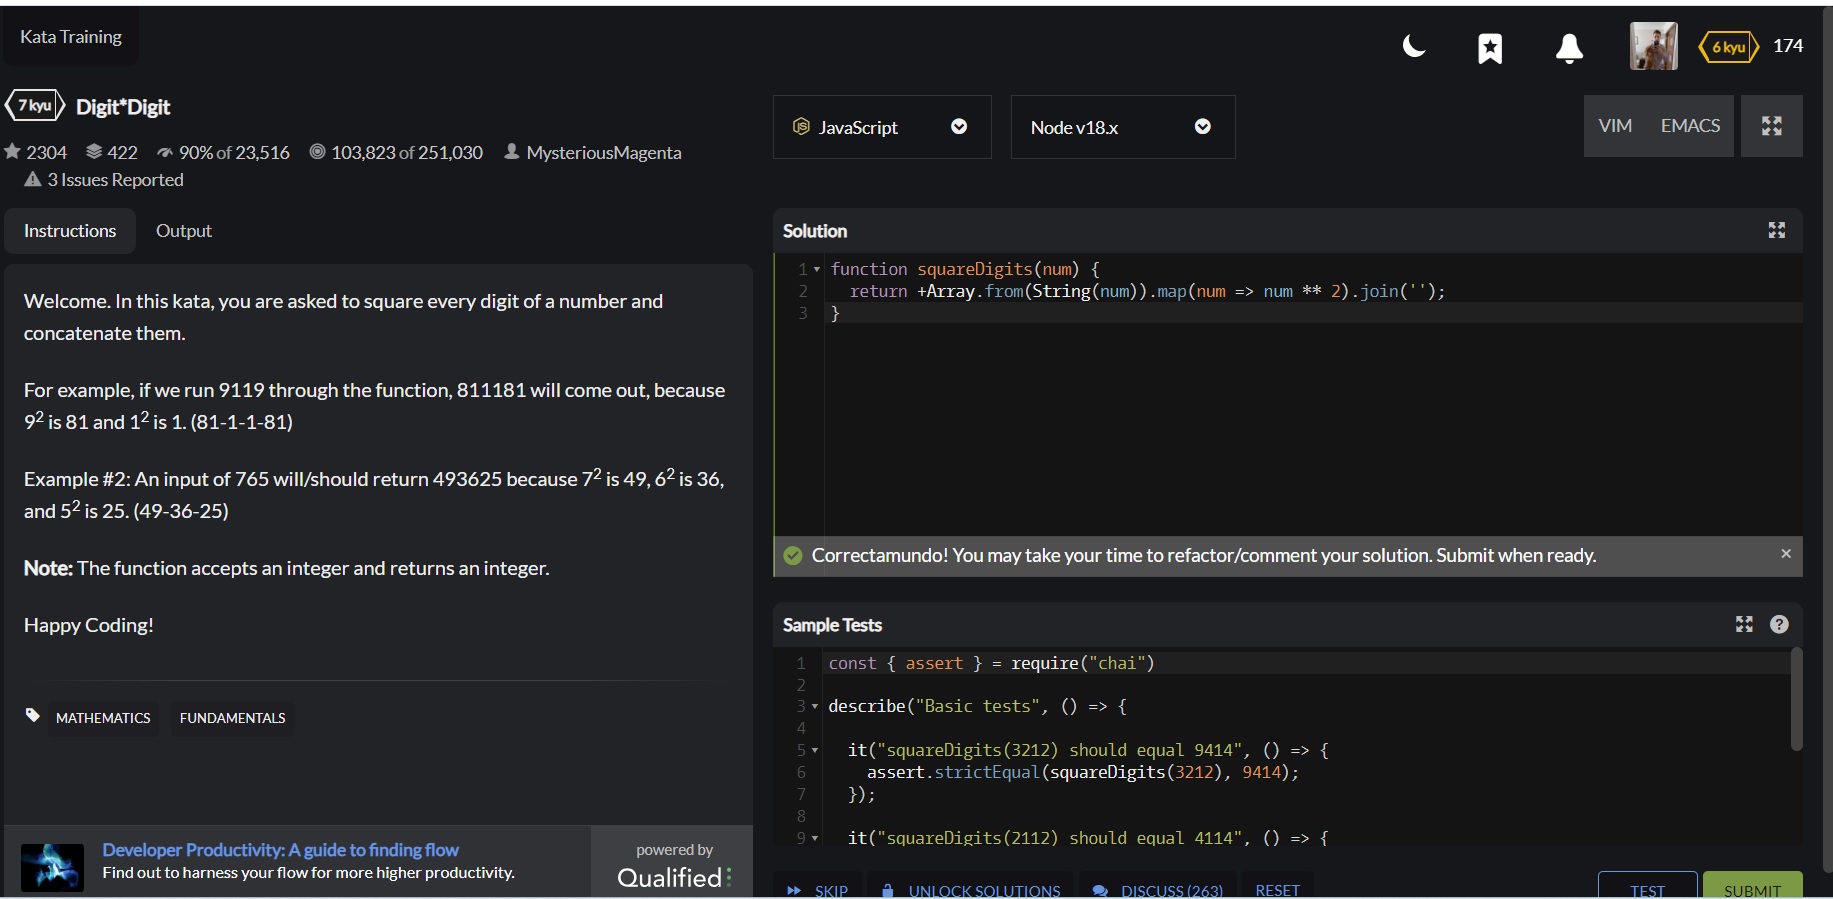 Kata Training
6 kyu 174
7 kyu Digit*Digit
2304 422 90% of 23,516 103,823 of 251,030 MysteriousMagenta
3 Issues Reported
Instructions Output
Welcome. In this kata, you are asked to square every digit of a number and
concatenate them.
For example, if we run 9119 through the function, 811181 will come out, because
9² is 81 and 1² is 1. (81-1-1-81)
Example #2: An input of 765 will/should return 493625 because 7² is 49, 6² is 36,
and 5² is 25. (49-36-25)
Note: The function accepts an integer and returns an integer.
Happy Coding!
MATHEMATICS FUNDAMENTALS
Developer Productivity: A guide to finding flow
Find out to harness your flow for more higher productivity.
powered by
Qualified
JavaScript Node v18.x VIM EMACS
Solution
1 function squareDigits(num) {
2 return +Array.from(String(num)).map(num => num ** 2).join('');
3 }
Correctamundo! You may take your time to refactor/comment your solution. Submit when ready. ×
Sample Tests ?
1 const { assert } = require("chai")
2
3 describe("Basic tests", () => {
4
5 it("squareDigits(3212) should equal 9414", () => {
6 assert.strictEqual(squareDigits(3212), 9414);
7 });
8
9 it("squareDigits(2112) should equal 4114", () => {
SKIP UNLOCK SOLUTIONS DISCUSS (263) RESET TEST SUBMIT